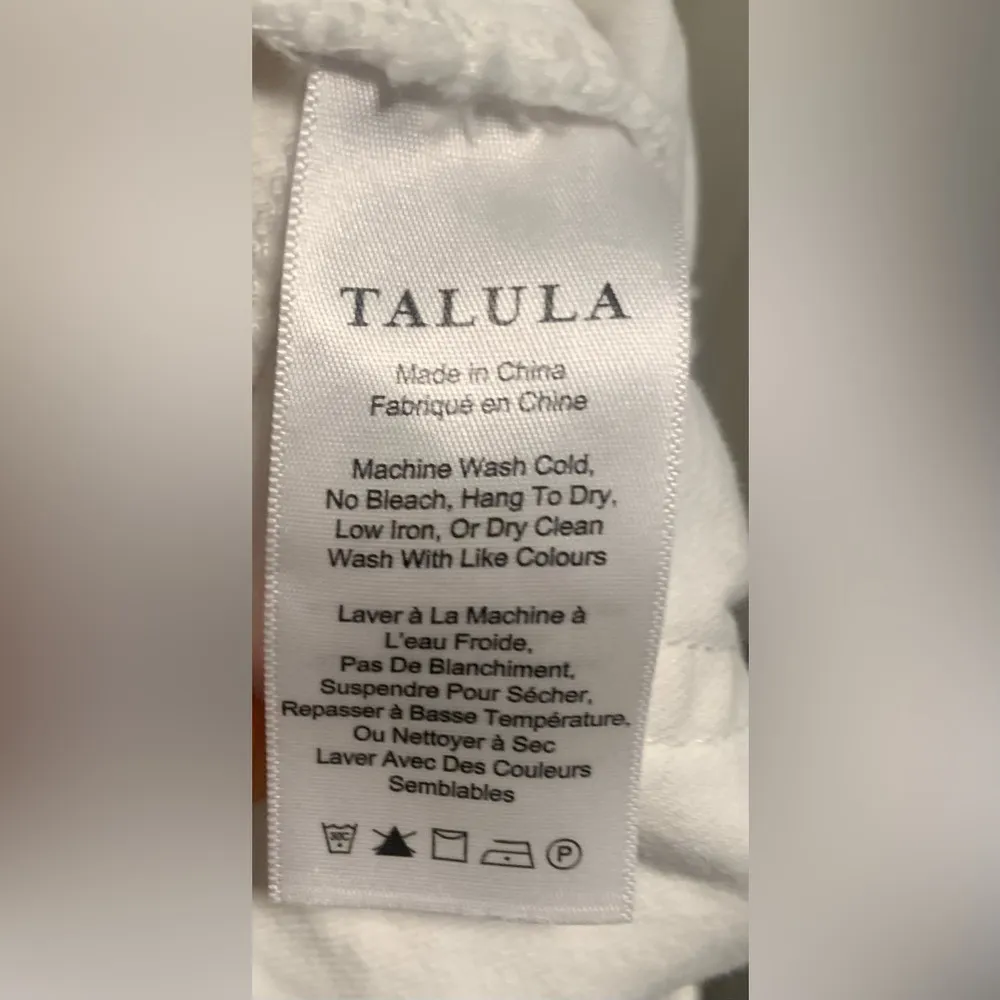 TALULA
Made in China
Fabriqué en Chine
Machine Wash Cold,
No Bleach, Hang To Dry,
Low Iron, Or Dry Clean
Wash With Like Colours
Laver à La Machine à
L'eau Froide,
Pas De Blanchiment,
Suspendre Pour Sécher,
Repasser à Basse Température.
Ou Nettoyer à Sec
Laver Avec Des Couleurs
Semblables
30C P